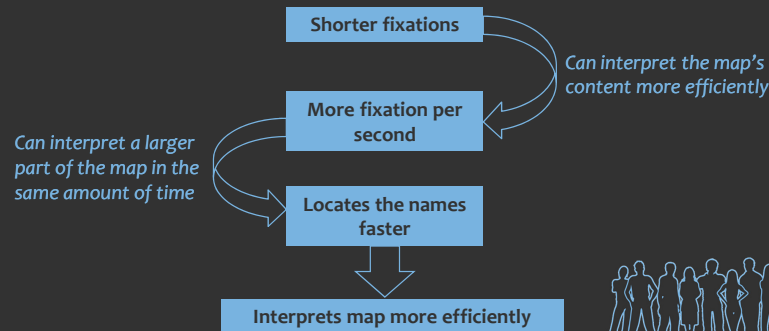 Shorter fixations
Can interpret the map's
content more efficiently
More fixation per
second
Can interpret a larger
part of the map in the
same amount of time
Locates the names
faster
Interprets map more efficiently